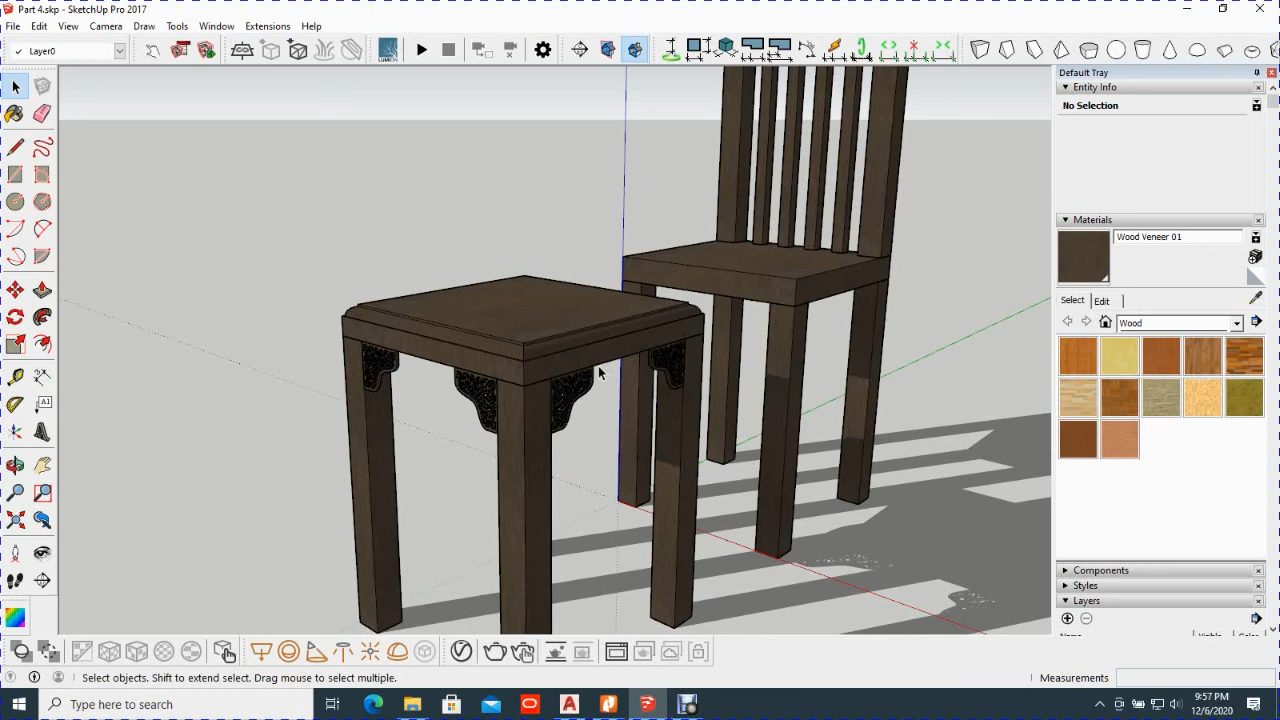 Part 4.skp - SketchUp Pro 2017
File Edit View Camera Draw Tools Window Extensions Help
Layer0
Default Tray
Entity Info
No Selection
Materials
Wood Veneer 01
Select Edit
Wood
Components
Styles
Layers
A1
Select objects. Shift to extend select. Drag mouse to select multiple.
Measurements
Type here to search
9:57 PM
12/6/2020